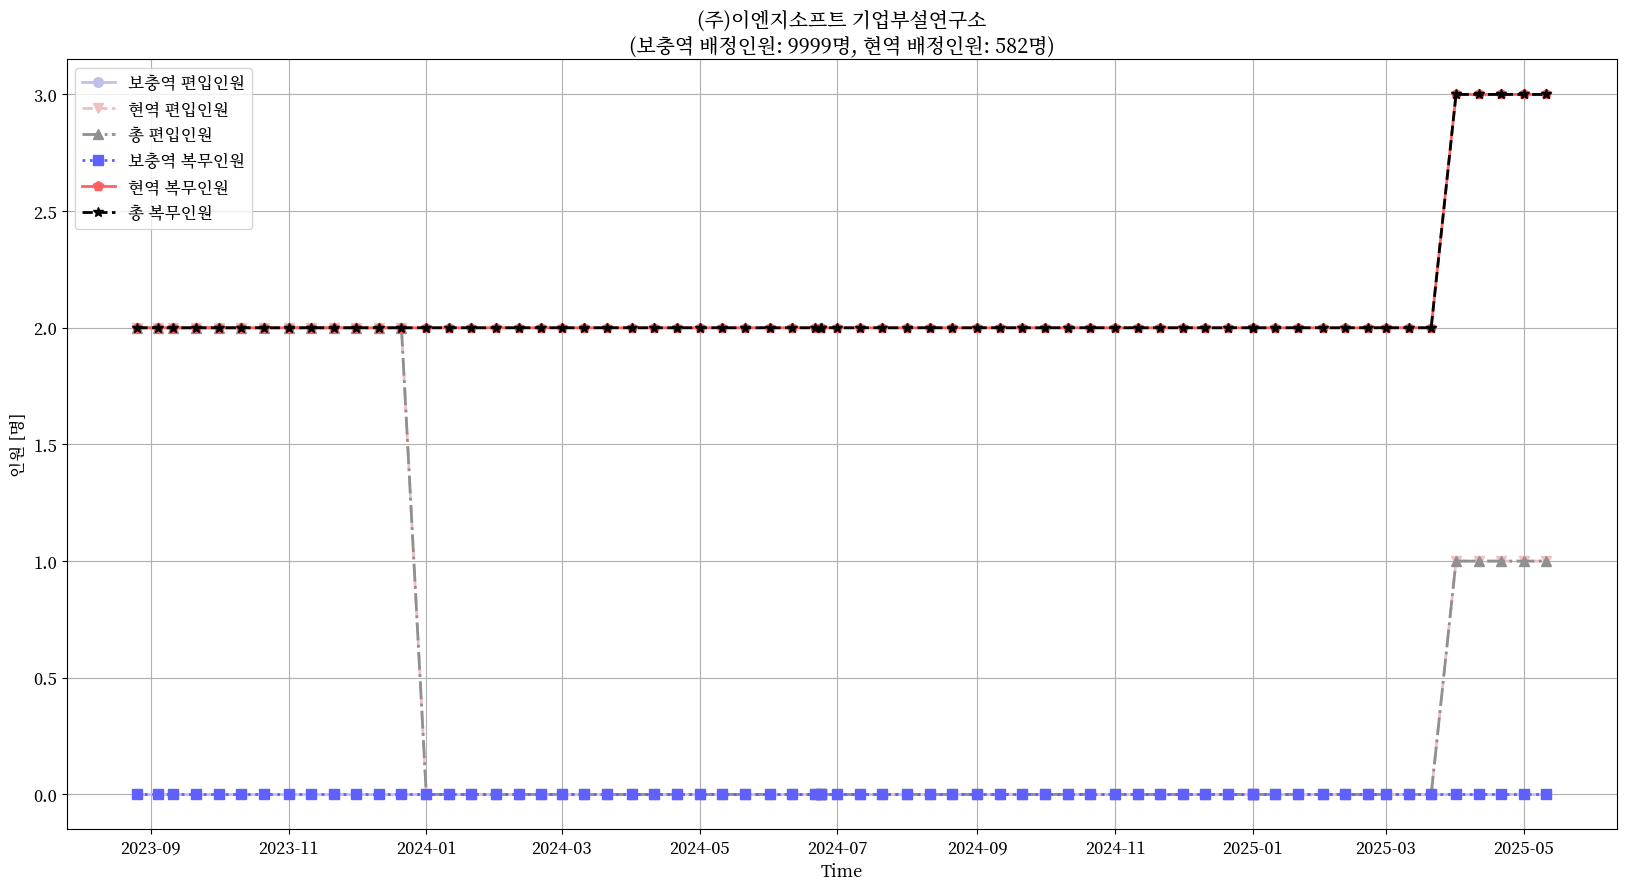 (주)이엔지소프트 기업부설연구소
(보충역 배정인원: 9999명, 현역 배정인원: 582명)
보충역 편입인원
현역 편입인원
총 편입인원
보충역 복무인원
현역 복무인원
총 복무인원
3.0
2.5
2.0
1.5
1.0
0.5
0.0
인원 [명]
2023-09 2023-11 2024-01 2024-03 2024-05 2024-07 2024-09 2024-11 2025-01 2025-03 2025-05
Time